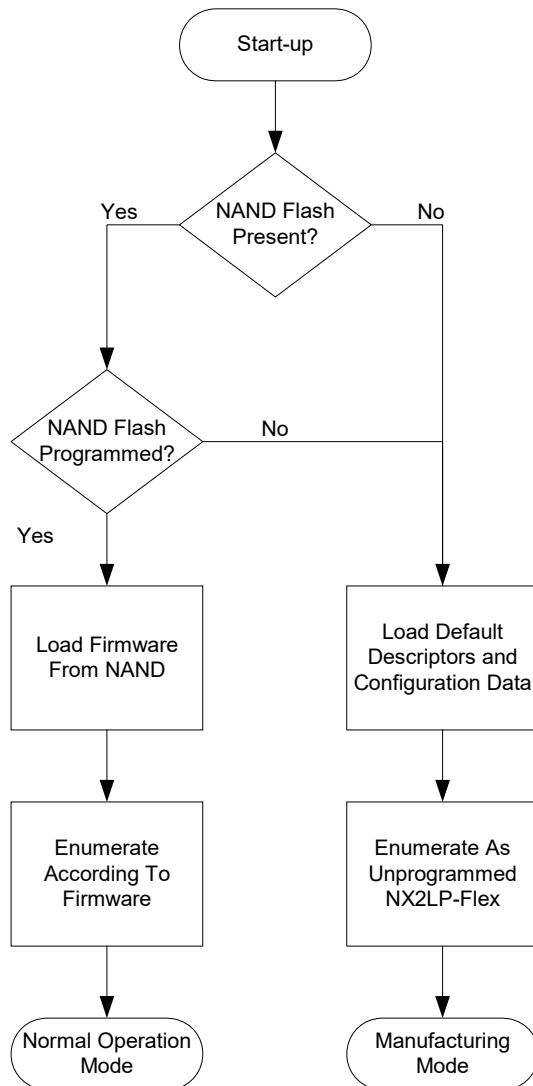 Start-up
NAND Flash
Present?
Yes
No
NAND Flash
Programmed?
No
Yes
Load Firmware
From NAND
Load Default
Descriptors and
Configuration Data
Enumerate
According To
Firmware
Enumerate As
Unprogrammed
NX2LP-Flex
Normal Operation
Mode
Manufacturing
Mode